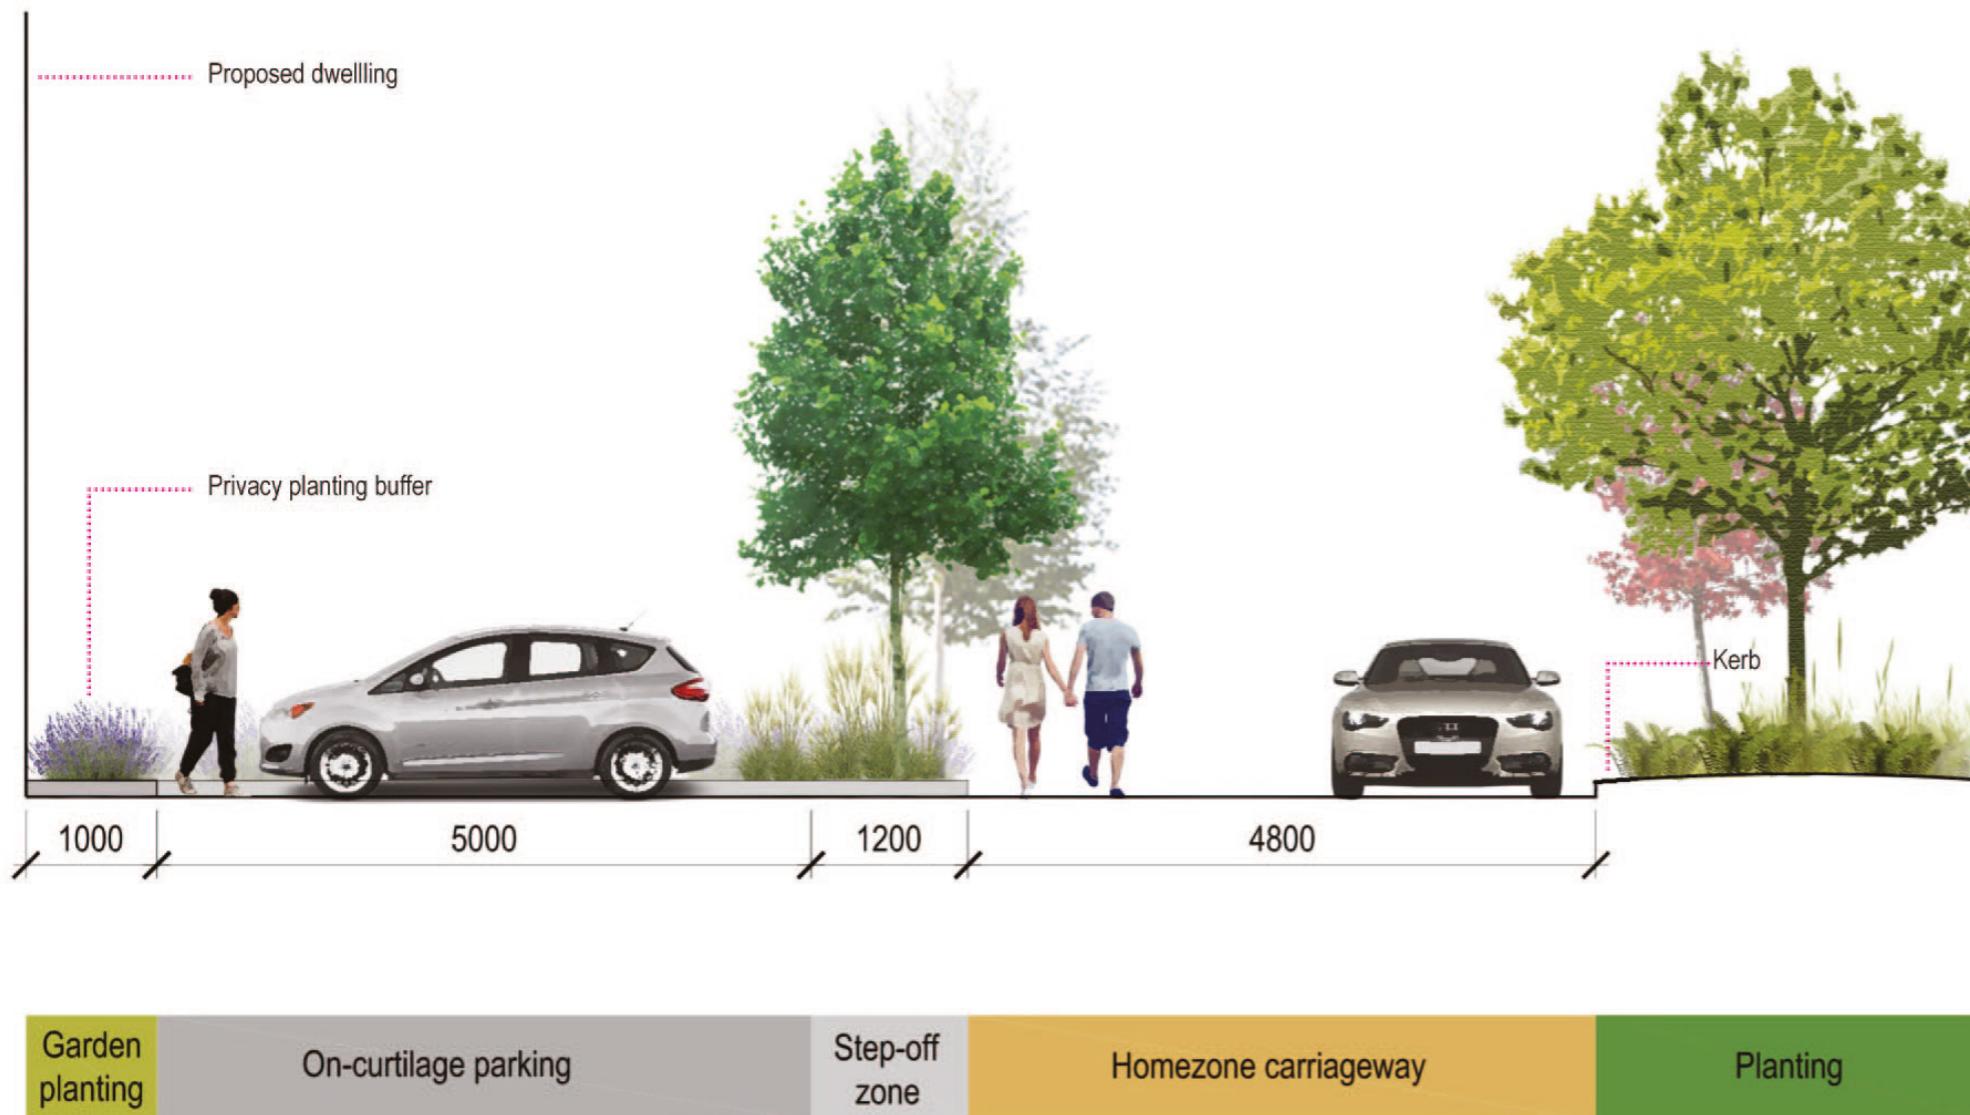 Proposed dwellling
Privacy planting buffer
Kerb
1000
5000
1200
4800
Garden
planting
On-curtilage parking
Step-off
zone
Homezone carriageway
Planting